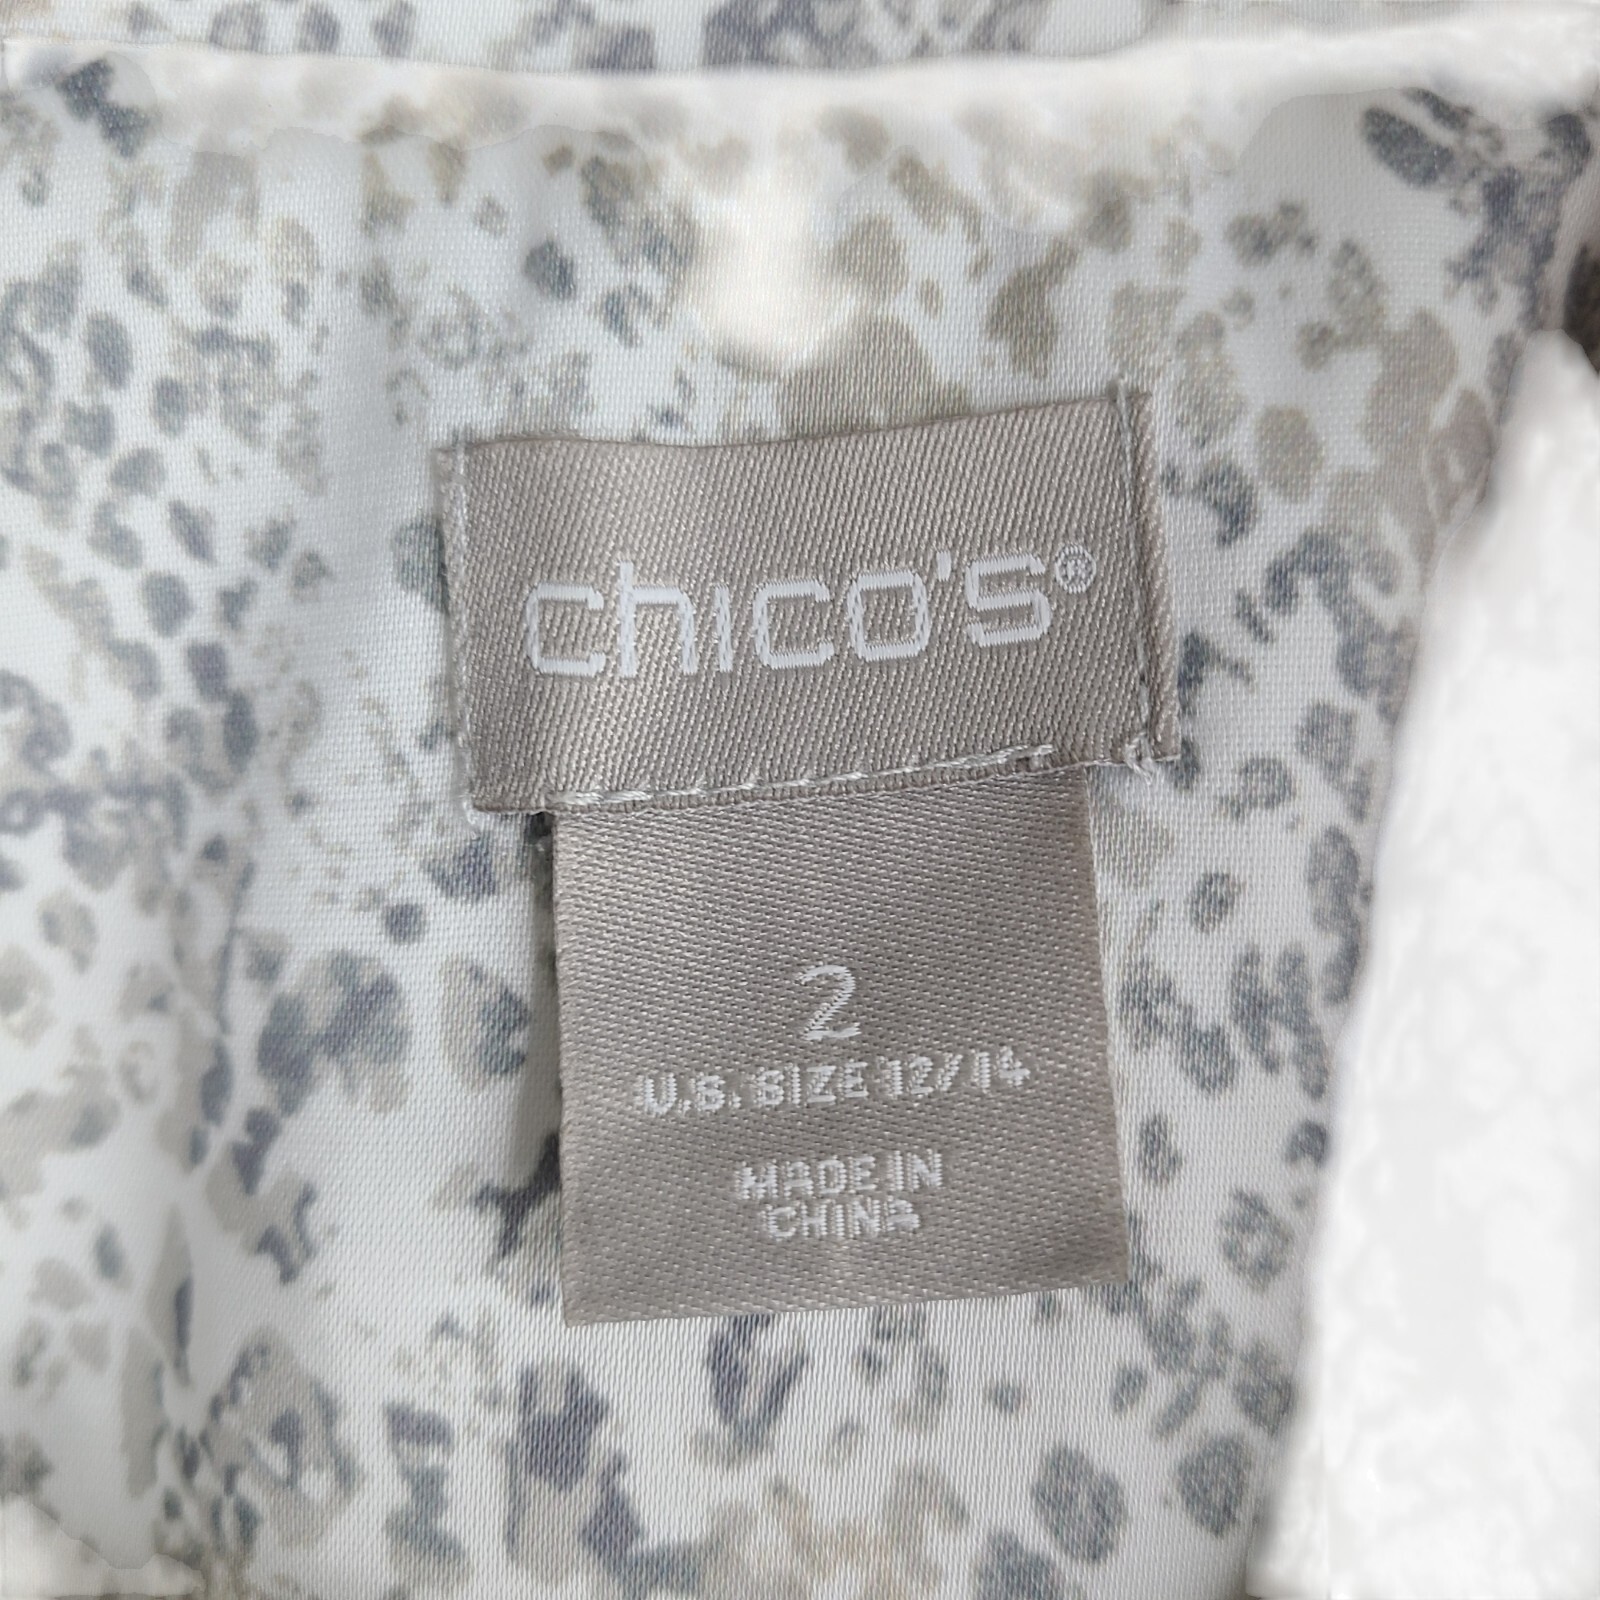 chico's®
2
U.S. SIZE 12/14
MADE IN
CHINA